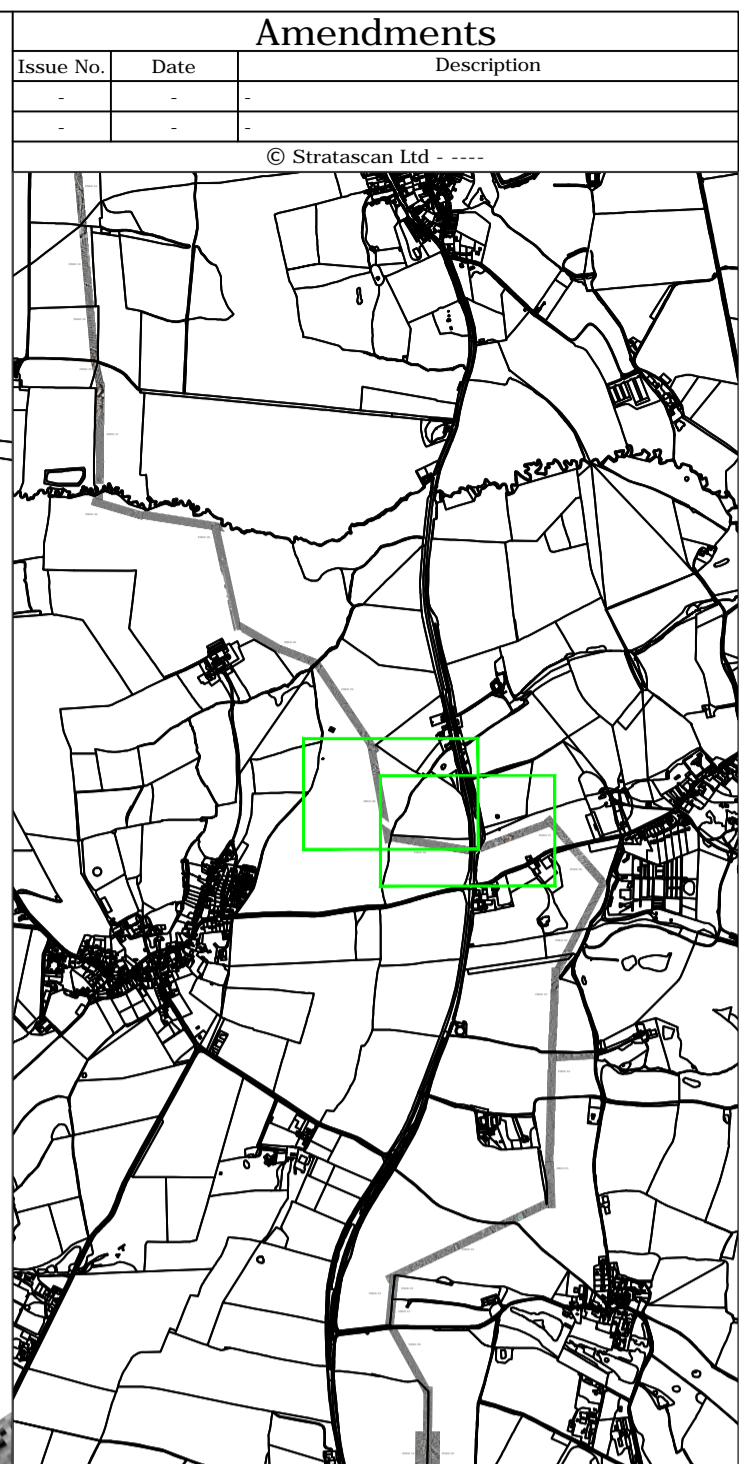 Amendments
Issue No. Date Description
- - -
- - -
© Stratascan Ltd - ----